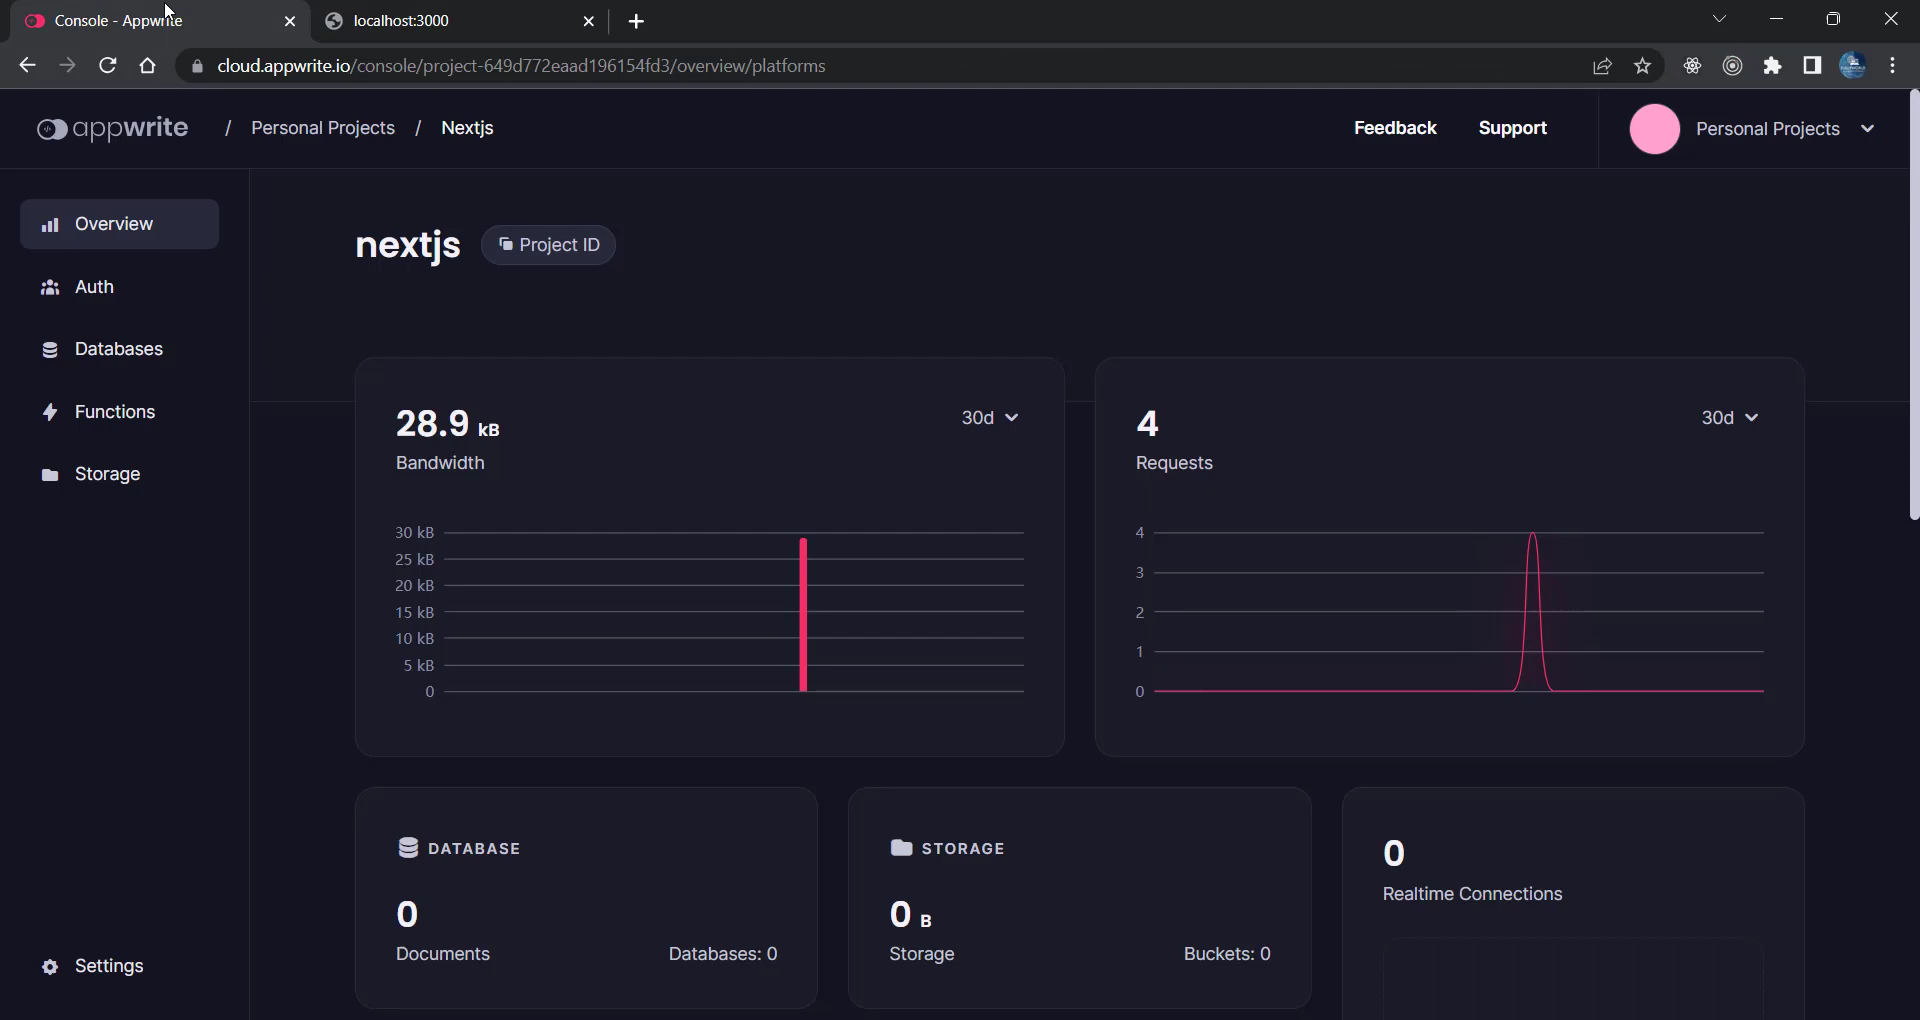 Console - Appwrite
localhost:3000
cloud.appwrite.io/console/project-649d772eaad196154fd3/overview/platforms
appwrite / Personal Projects / Nextjs
Feedback Support Personal Projects
Overview
Auth
Databases
Functions
Storage
Settings
nextjs Project ID
28.9 kB 30d
Bandwidth
30 kB
25 kB
20 kB
15 kB
10 kB
5 kB
0
4 30d
Requests
4
3
2
1
0
DATABASE
0
Documents Databases: 0
STORAGE
0 B
Storage Buckets: 0
0
Realtime Connections